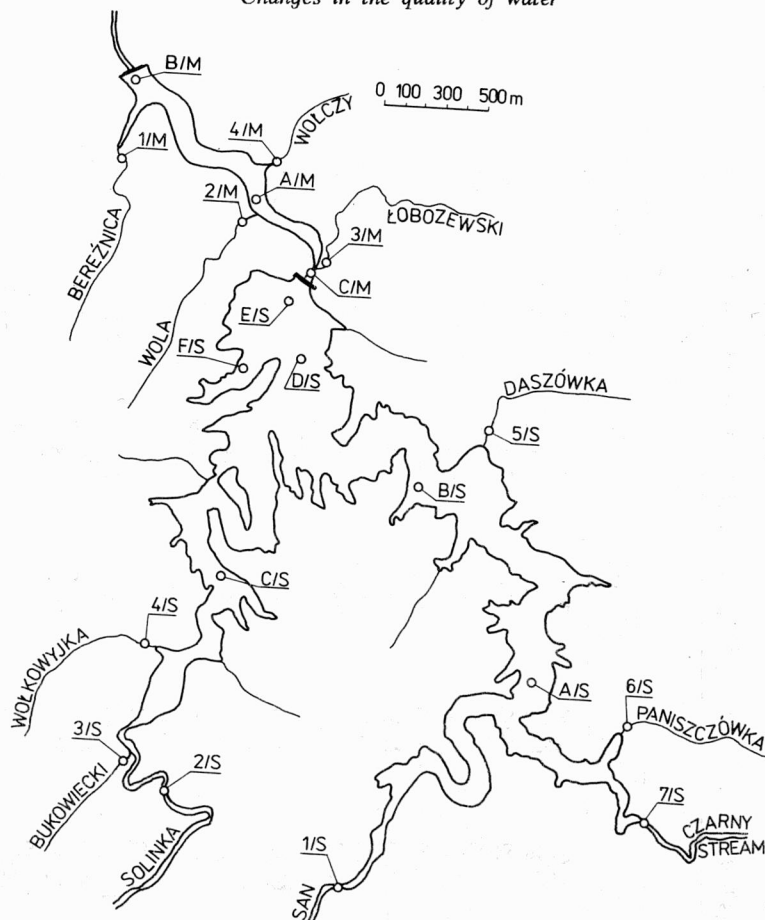 Changes in the quality of water
B/M
0 100 300 500m
4/M
WOŁCZY
1/M
A/M
2/M
ŁOBOZEWSKI
3/M
BEREŹNICA
C/M
E/S
WOLA
F/S
D/S
DASZÓWKA
5/S
B/S
C/S
4/S
WOŁKOWYJKA
A/S
6/S
PANISZCZÓWKA
3/S
2/S
BUKOWIECKI
7/S
CZARNY
STREAM
SOLINKA
1/S
SAN